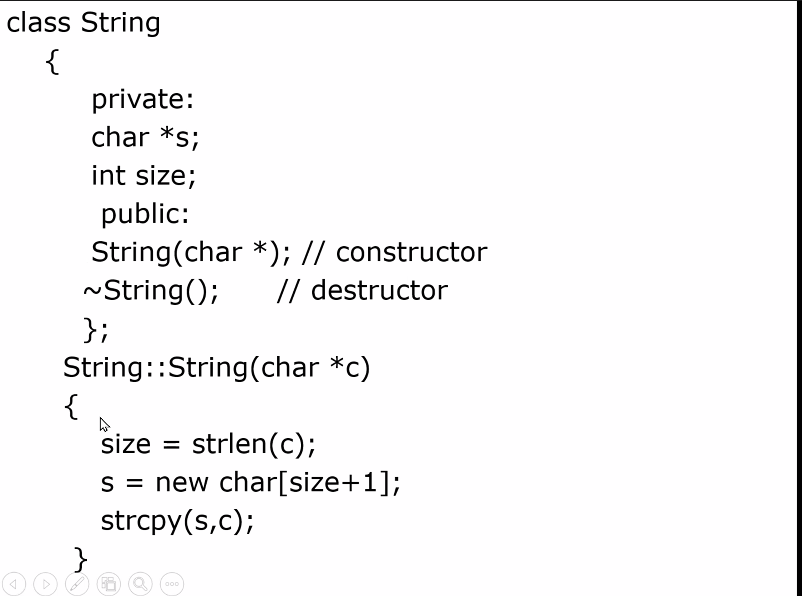 class String
{
private:
char *s;
int size;
public:
String(char *); // constructor
~String(); // destructor
};
String::String(char *c)
{
size = strlen(c);
s = new char[size+1];
strcpy(s,c);
}